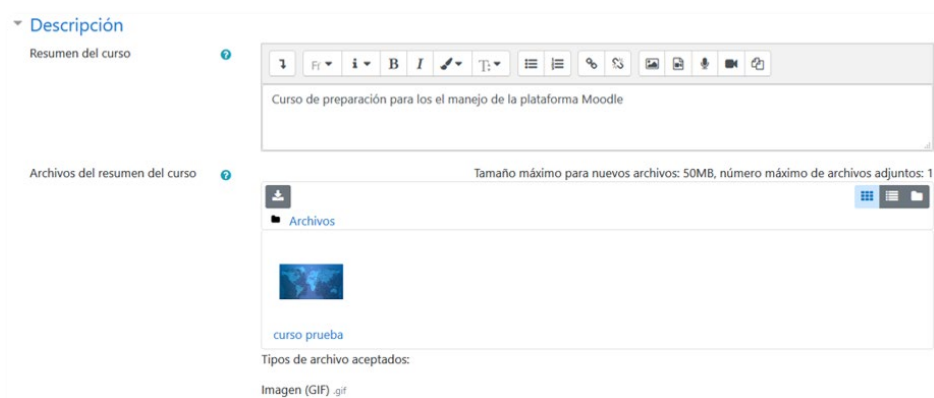 Descripción
Resumen del curso
Fr
B I
T:
Curso de preparación para los el manejo de la plataforma Moodle
Archivos del resumen del curso
Tamaño máximo para nuevos archivos: 50MB, número máximo de archivos adjuntos: 1
Archivos
curso prueba
Tipos de archivo aceptados:
Imagen (GIF) .gif